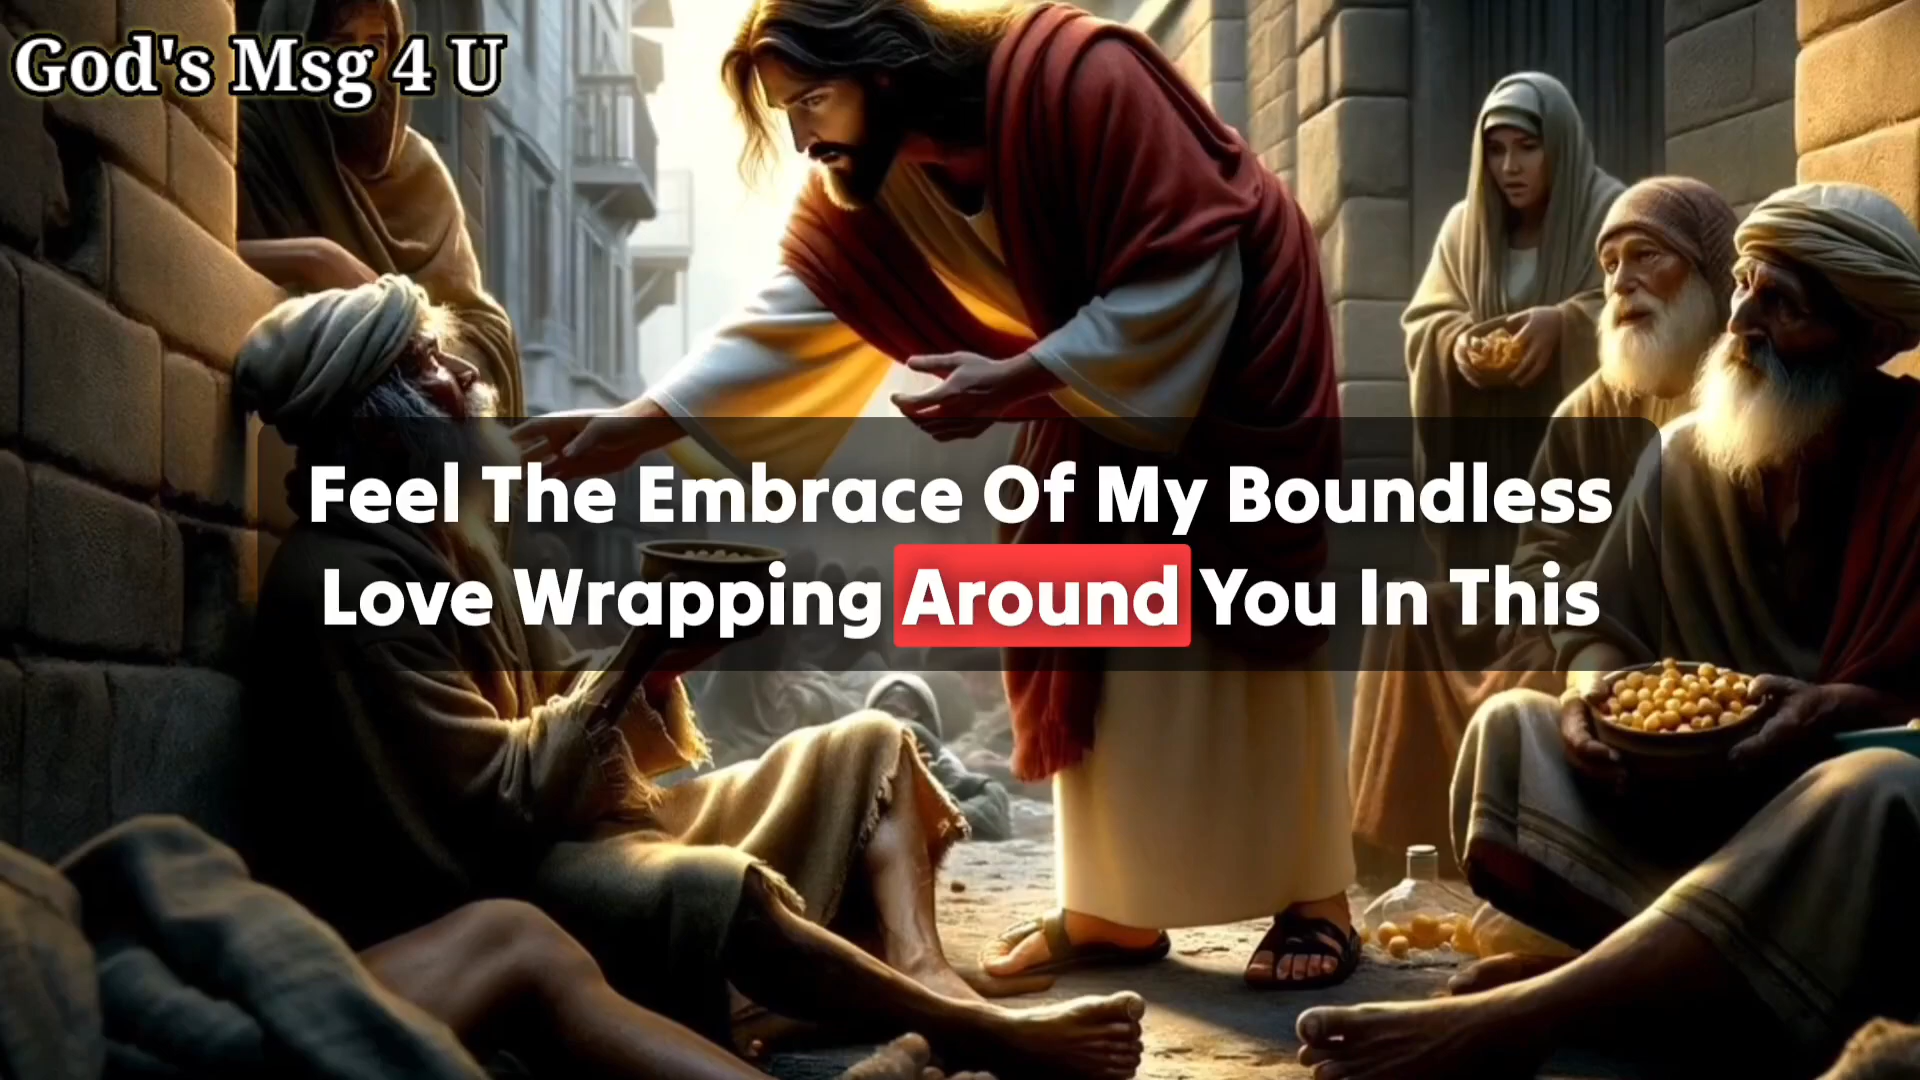 God's Msg 4 U
Feel The Embrace Of My Boundless
Love Wrapping Around You In This